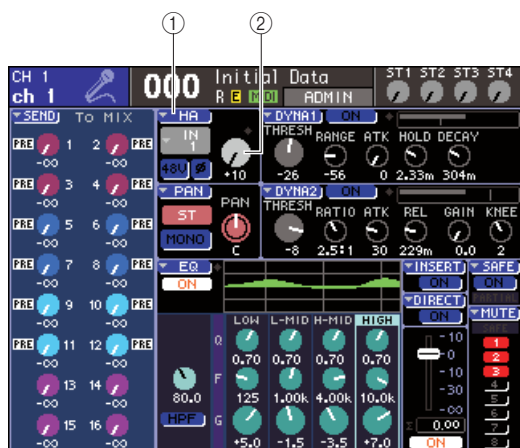 ① ②
CH 1 000 Initial Data ST1 ST2 ST3 ST4
ch 1 R E MIDI ADMIN
SEND TO MIX
PRE 1 2 PRE
-∞ -∞
PRE 3 4 PRE
-∞ -∞
PRE 5 6 PRE
-∞ -∞
PRE 7 8 PRE
-∞ -∞
PRE 9 10 PRE
-∞ -∞
PRE 11 12 PRE
-∞ -∞
13 14
-∞ -∞
15 16
-∞ -∞
HA
IN
1
48V Ø
+10
DYNA1 ON
THRESH RANGE ATK HOLD DECAY
-26 -56 0 2.33m 304m
PAN
ST
MONO
PAN
C
DYNA2 ON
THRESH RATIO ATK REL GAIN KNEE
-8 2.5:1 30 229m 0.0 2
EQ
ON
LOW L-MID H-MID HIGH
Q
0.70 0.70 0.70 0.70
F
80.0 125 1.00k 4.00k 10.0k
HPF G
+5.0 -1.5 -3.5 +7.0
INSERT
ON
DIRECT
ON
10
0
-10
-30
-∞
0.00
ON
SAFE
ON
PARTIAL
MUTE
SAFE
1
2
3
4
5
6
7
8